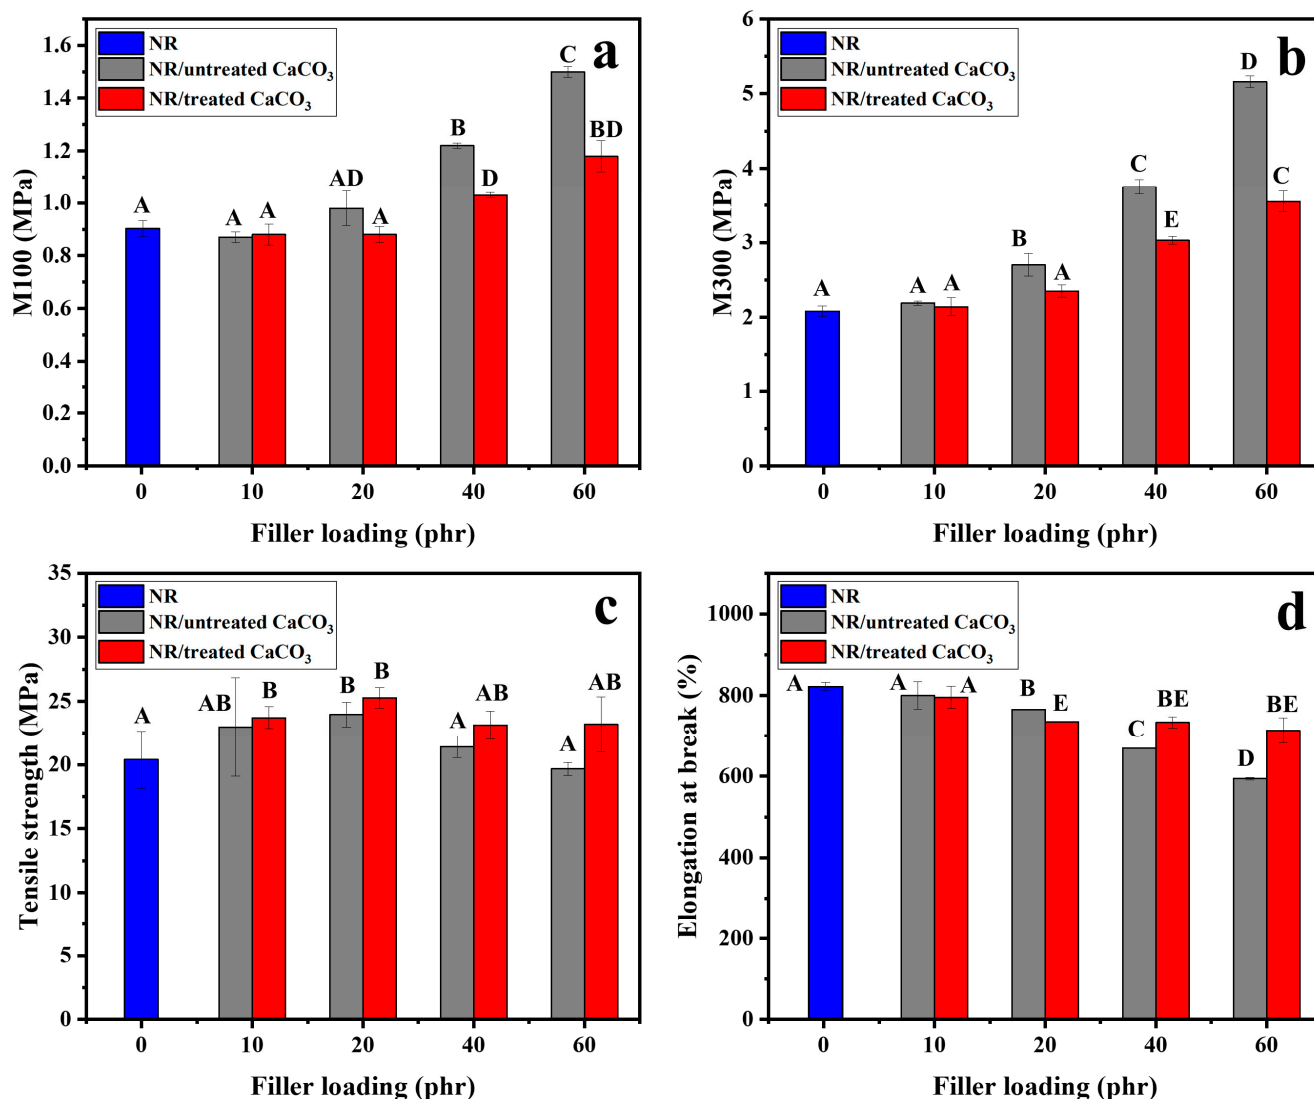 a
NR
NR/untreated CaCO3
NR/treated CaCO3
M100 (MPa)
1.6
1.4
1.2
1.0
0.8
0.6
0.4
0.2
0.0
A
A
A
AD
A
B
D
C
BD
0
10
20
40
60
Filler loading (phr)
b
NR
NR/untreated CaCO3
NR/treated CaCO3
M300 (MPa)
6
5
4
3
2
1
0
A
A
A
B
A
C
E
D
C
0
10
20
40
60
Filler loading (phr)
c
NR
NR/untreated CaCO3
NR/treated CaCO3
Tensile strength (MPa)
35
30
25
20
15
10
5
0
A
AB
B
B
B
A
AB
A
AB
0
10
20
40
60
Filler loading (phr)
d
NR
NR/untreated CaCO3
NR/treated CaCO3
Elongation at break (%)
1000
800
600
400
200
0
A
A
A
B
E
C
BE
D
BE
0
10
20
40
60
Filler loading (phr)